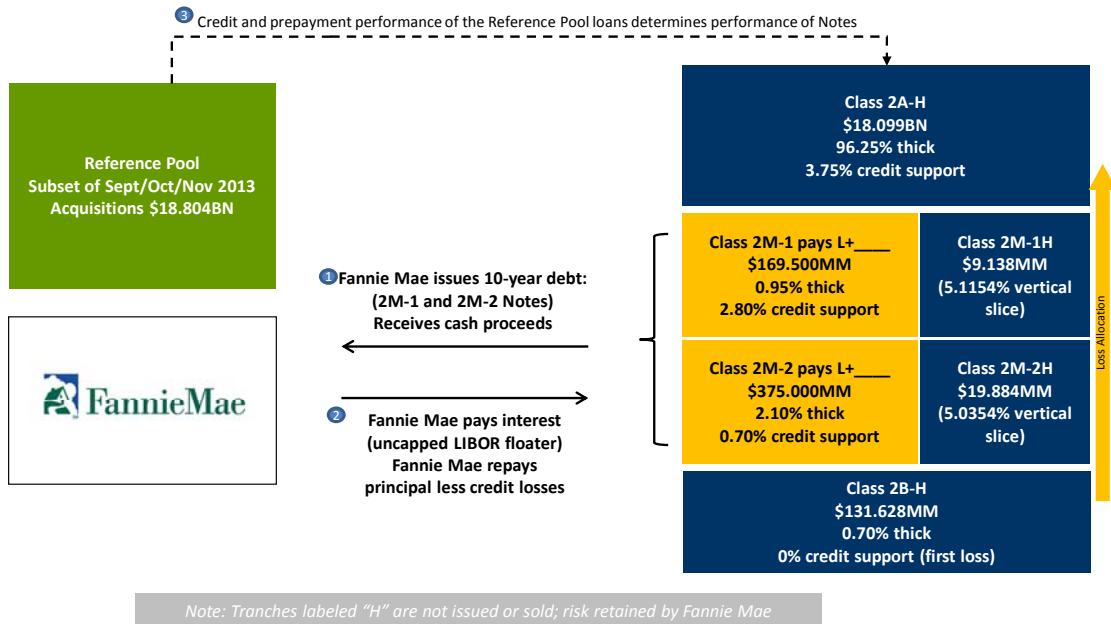 3 Credit and prepayment performance of the Reference Pool loans determines performance of Notes
Reference Pool
Subset of Sept/Oct/Nov 2013
Acquisitions $18.804BN
FannieMae
1 Fannie Mae issues 10-year debt:
(2M-1 and 2M-2 Notes)
Receives cash proceeds
2 Fannie Mae pays interest
(uncapped LIBOR floater)
Fannie Mae repays
principal less credit losses
Class 2A-H
$18.099BN
96.25% thick
3.75% credit support
Class 2M-1 pays L+____
$169.500MM
0.95% thick
2.80% credit support
Class 2M-1H
$9.138MM
(5.1154% vertical
slice)
Class 2M-2 pays L+____
$375.000MM
2.10% thick
0.70% credit support
Class 2M-2H
$19.884MM
(5.0354% vertical
slice)
Class 2B-H
$131.628MM
0.70% thick
0% credit support (first loss)
Loss Allocation
Note: Tranches labeled “H” are not issued or sold; risk retained by Fannie Mae